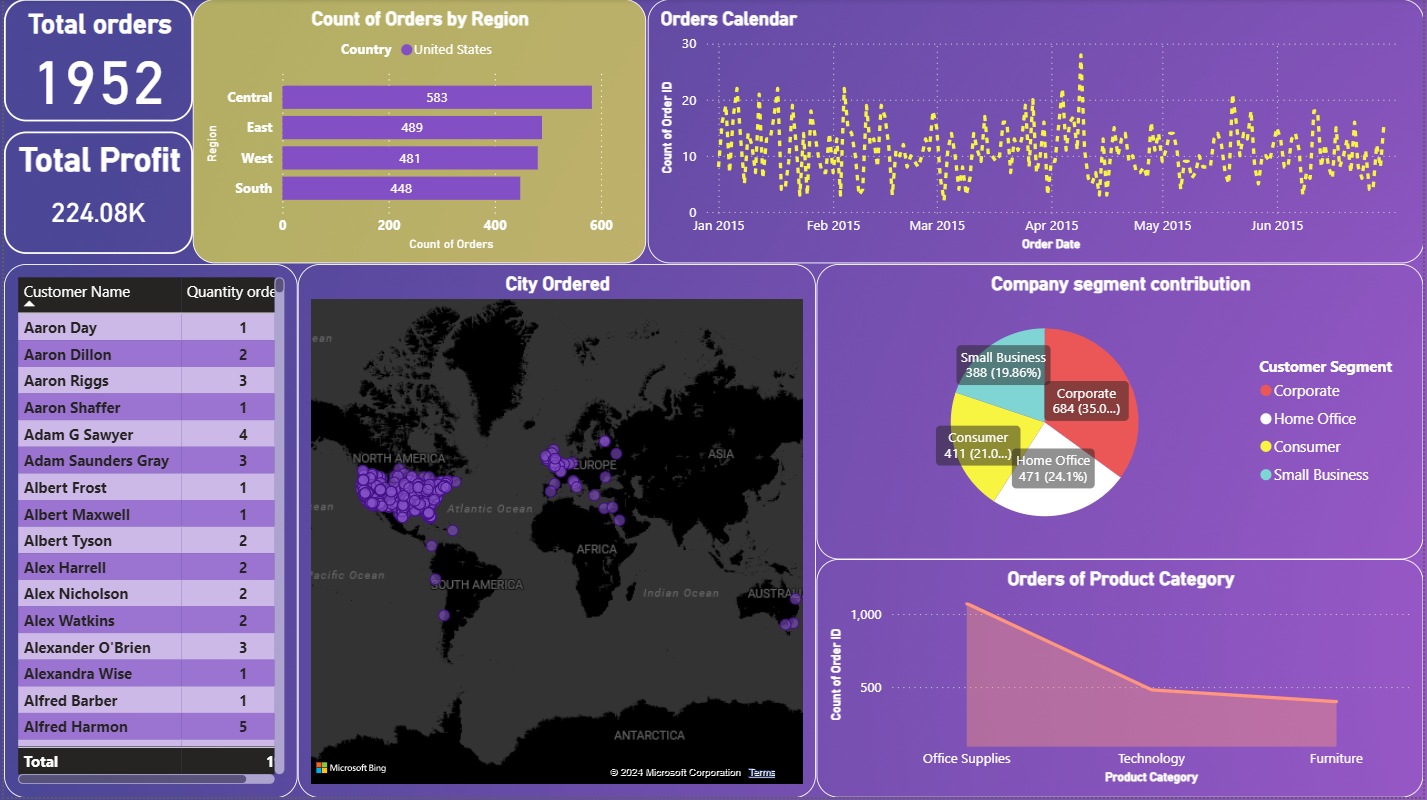 Total orders
1952
Total Profit
224.08K
Count of Orders by Region
Country United States
Region
Central 583
East 489
West 481
South 448
0 200 400 600
Count of Orders
Orders Calendar
Count of Order ID
30
20
10
0
Jan 2015 Feb 2015 Mar 2015 Apr 2015 May 2015 Jun 2015
Order Date
Customer Name Quantity orde
Aaron Day 1
Aaron Dillon 2
Aaron Riggs 3
Aaron Shaffer 1
Adam G Sawyer 4
Adam Saunders Gray 3
Albert Frost 1
Albert Maxwell 1
Albert Tyson 2
Alex Harrell 2
Alex Nicholson 2
Alex Watkins 2
Alexander O'Brien 3
Alexandra Wise 1
Alfred Barber 1
Alfred Harmon 5
Total 1
City Ordered
ean
NORTH AMERICA
EUROPE
ASIA
ean
Atlantic Ocean
AFRICA
acific Ocean
SOUTH AMERICA
Indian Ocean
AUSTRAL
ANTARCTICA
Microsoft Bing
© 2024 Microsoft Corporation Terms
Company segment contribution
Small Business
388 (19.86%)
Corporate
684 (35.0...)
Consumer
411 (21.0...)
Home Office
471 (24.1%)
Customer Segment
Corporate
Home Office
Consumer
Small Business
Orders of Product Category
Count of Order ID
1,000
500
Office Supplies Technology Furniture
Product Category